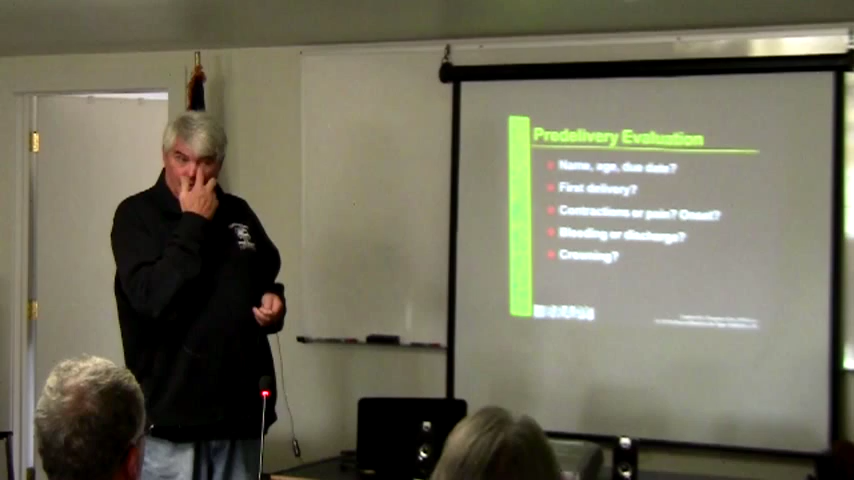 Predelivery Evaluation
Name, age, due date?
First delivery?
Contractions or pain? Onset?
Bleeding or discharge?
Crowning?